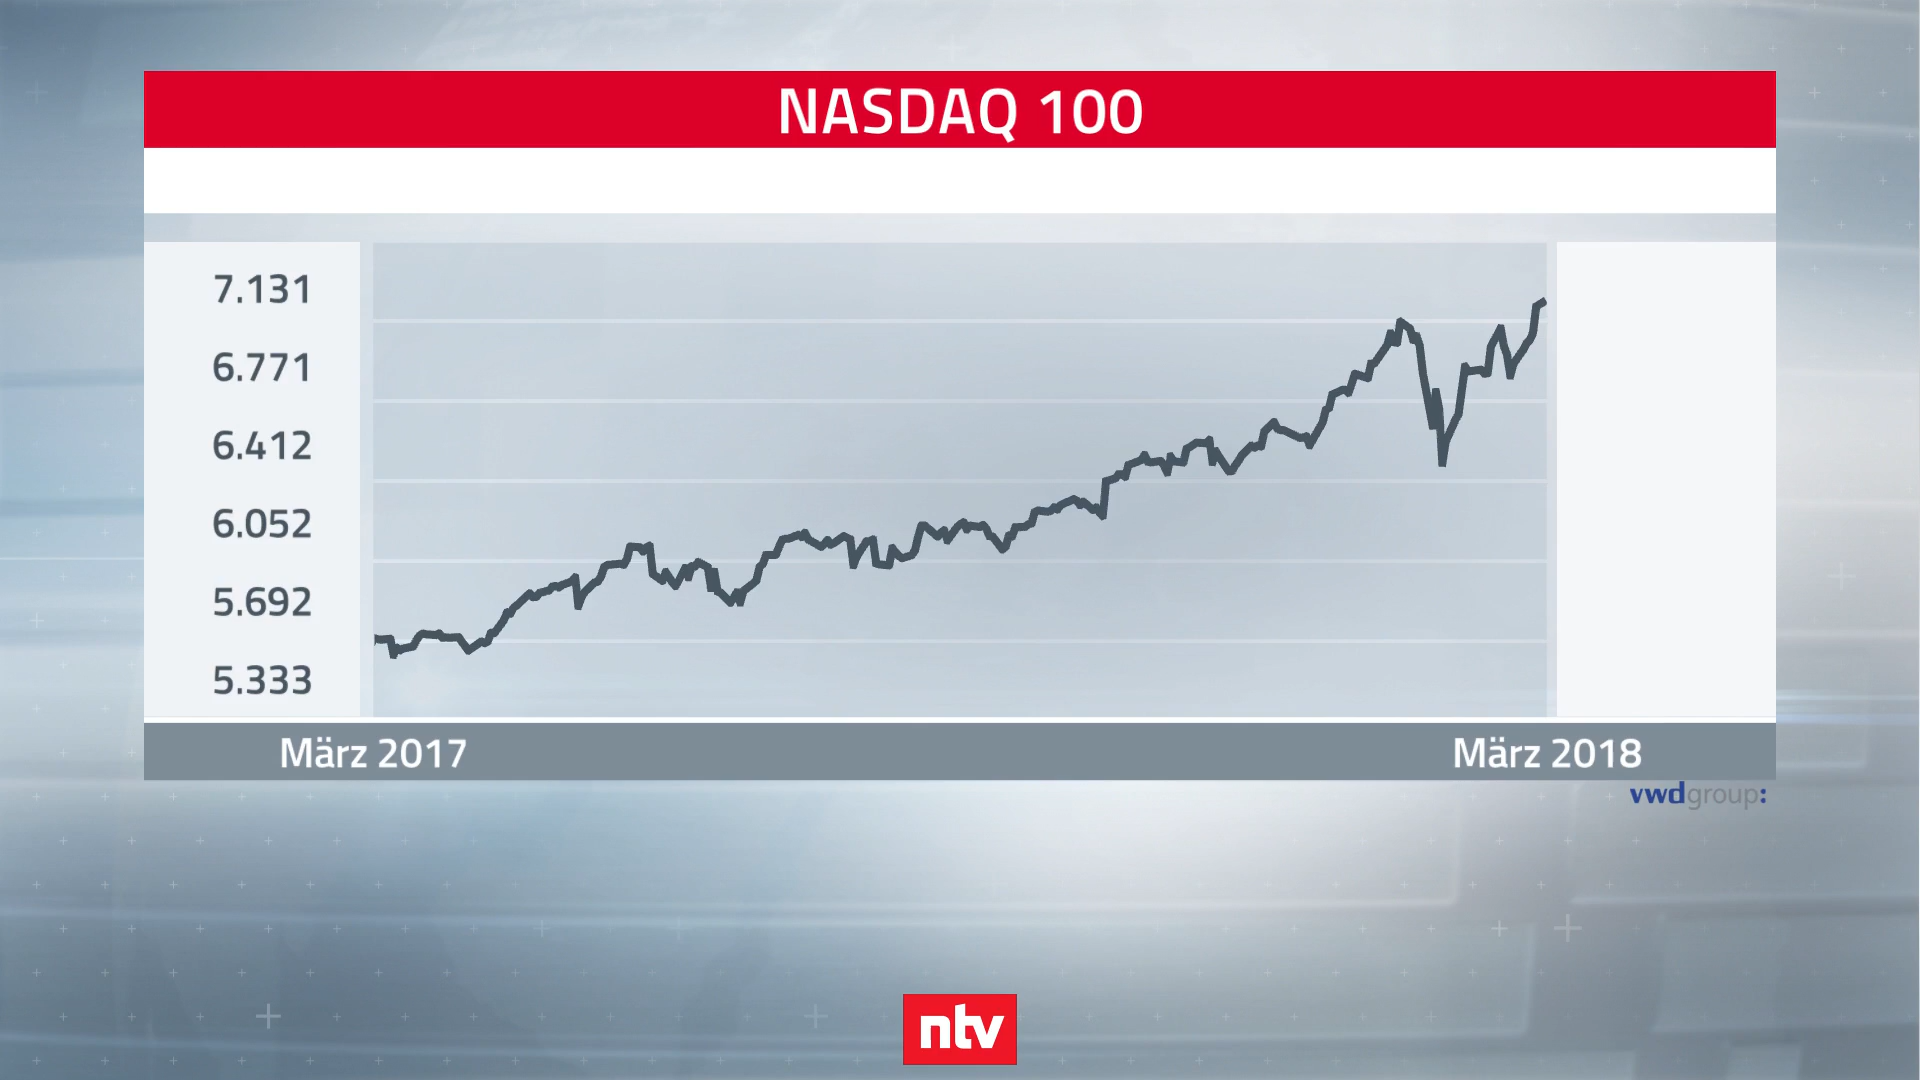 NASDAQ 100
7.131
6.771
6.412
6.052
5.692
5.333
März 2017
März 2018
vwdgroup:
ntv